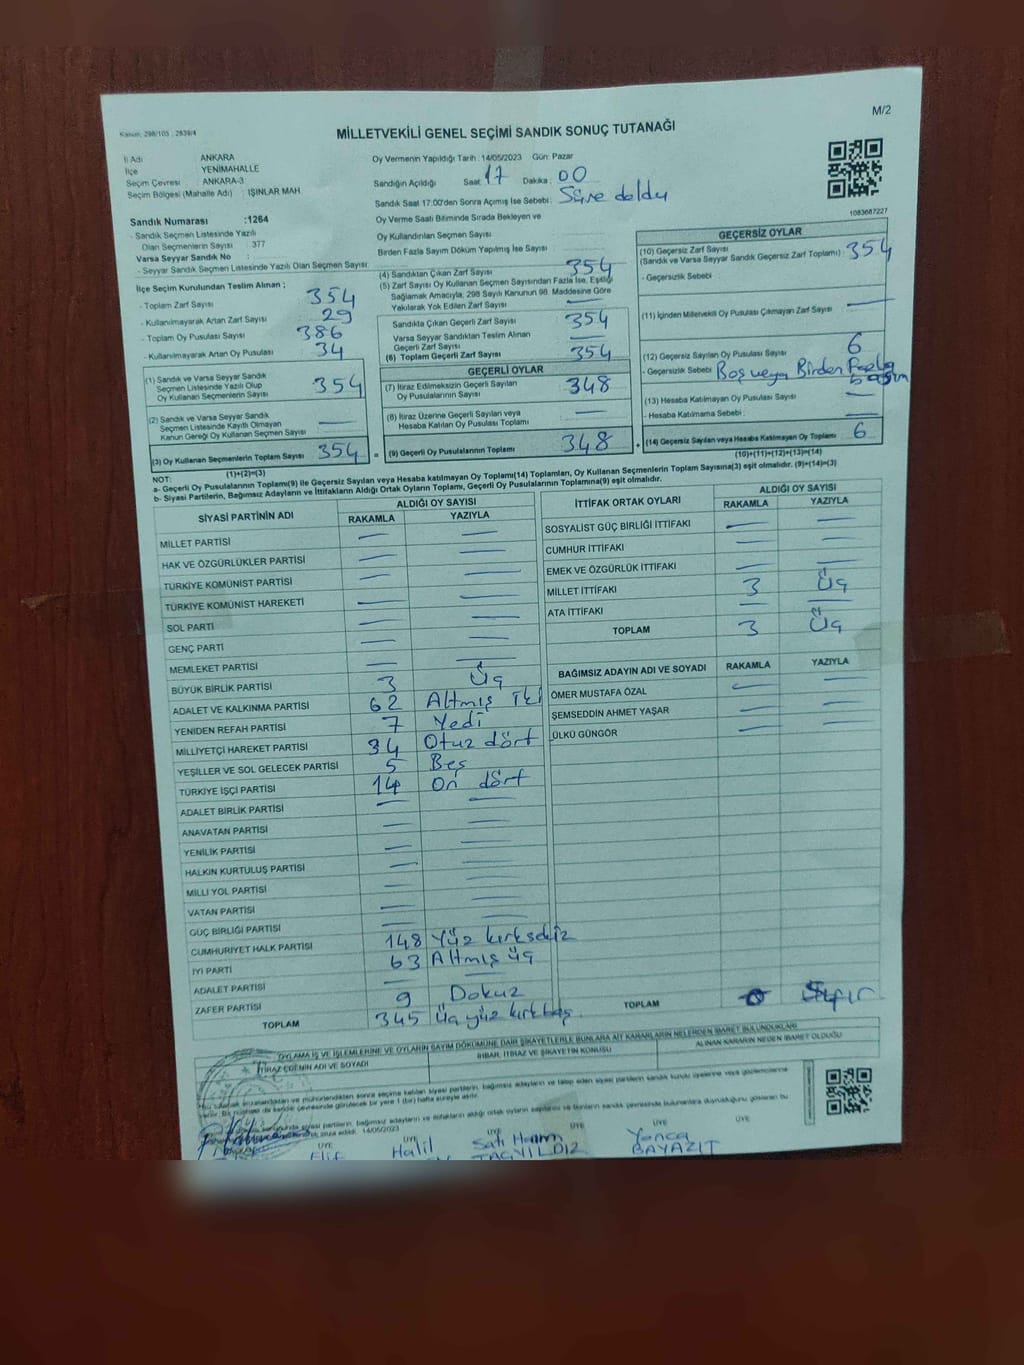 Kanun: 298/105 - 2839/4
M/2
MİLLETVEKİLİ GENEL SEÇİMİ SANDIK SONUÇ TUTANAĞI
İl Adı ANKARA
İlçe YENİMAHALLE
Seçim Çevresi : ANKARA-3
Seçim Bölgesi (Mahalle Adı) : IŞINLAR MAH.
Oy Vermenin Yapıldığı Tarih : 14/05/2023 Gün: Pazar
Sandığın Açıldığı Saat: 17 Dakika: 00
Sandık Saat 17:00'den Sonra Açımış İse Sebebi : Süre doldu
Sandık Numarası :1264
- Sandık Seçmen Listesinde Yazılı
Olan Seçmenlerin Sayısı : 377
Varsa Seyyar Sandık No :
- Seyyar Sandık Seçmen Listesinde Yazılı Olan Seçmen Sayısı:
Oy Verme Saati Bitiminde Sırada Bekleyen ve
Oy Kullandırılan Seçmen Sayısı
Birden Fazla Sayım Döküm Yapılmış İse Sayısı
1083667227
İlçe Seçim Kurulundan Teslim Alınan ;
- Toplam Zarf Sayısı 354
- Kullanılmayarak Artan Zarf Sayısı 29
- Toplam Oy Pusulası Sayısı 386
- Kullanılmayarak Artan Oy Pusulası 34
(1) Sandık ve Varsa Seyyar Sandık
Seçmen Listesinde Yazılı Olup
Oy Kullanan Seçmenlerin Sayısı 354
(2) Sandık ve Varsa Seyyar Sandık
Seçmen Listesinde Kayıtlı Olmayan
Kanun Gereği Oy Kullanan Seçmen Sayısı —
(3) Oy Kullanan Seçmenlerin Toplam Sayısı 354
(1)+(2)=(3)
(4) Sandıktan Çıkan Zarf Sayısı 354
(5) Zarf Sayısı Oy Kullanan Seçmen Sayısından Fazla İse, Eşitliği
Sağlamak Amacıyla, 298 Sayılı Kanunun 98. Maddesine Göre
Yakılarak Yok Edilen Zarf Sayısı —
Sandıkta Çıkan Geçerli Zarf Sayısı 354
Varsa Seyyar Sandıktan Teslim Alınan
Geçerli Zarf Sayısı —
(6) Toplam Geçerli Zarf Sayısı 354
GEÇERLİ OYLAR
(7) İtiraz Edilmeksizin Geçerli Sayılan
Oy Pusulalarının Sayısı 348
(8) İtiraz Üzerine Geçerli Sayılan veya
Hesaba Katılan Oy Pusulası Sayısı —
= (9) Geçerli Oy Pusulalarının Toplamı 348 +
GEÇERSİZ OYLAR
(10) Geçersiz Zarf Sayısı
(Sandık ve Varsa Seyyar Sandık Geçersiz Zarf Toplamı) : 354
- Geçersizlik Sebebi
(11) İçinden Milletvekili Oy Pusulası Çıkmayan Zarf Sayısı —
(12) Geçersiz Sayılan Oy Pusulası Sayısı 6
- Geçersizlik Sebebi : Boş veya Birden Fazla
(13) Hesaba Katılmayan Oy Pusulası Sayısı —
- Hesaba Katılmama Sebebi : —
(14) Geçersiz Sayılan veya Hesaba Katılmayan Oy Toplamı 6
(10)+(11)+(12)+(13)=(14)
NOT:
a- Geçerli Oy Pusulalarının Toplamı(9) ile Geçersiz Sayılan veya Hesaba katılmayan Oy Toplamı(14) Toplamları, Oy Kullanan Seçmenlerin Toplam Sayısına(3) eşit olmalıdır. (9)+(14)=(3)
b- Siyasi Partilerin, Bağımsız Adayların ve İttifakların Aldığı Ortak Oyların Toplamı, Geçerli Oy Pusulalarının Toplamına(9) eşit olmalıdır.
SİYASİ PARTİNİN ADI ALDIĞI OY SAYISI
RAKAMLA YAZIYLA
MİLLET PARTİSİ — —
HAK VE ÖZGÜRLÜKLER PARTİSİ — —
TÜRKİYE KOMÜNİST PARTİSİ — —
TÜRKİYE KOMÜNİST HAREKETİ — —
SOL PARTİ — —
GENÇ PARTİ — —
MEMLEKET PARTİSİ — —
BÜYÜK BİRLİK PARTİSİ 3 Üç
ADALET VE KALKINMA PARTİSİ 62 Altmış İki
YENİDEN REFAH PARTİSİ 7 Yedi
MİLLİYETÇİ HAREKET PARTİSİ 34 Otuz dört
YEŞİLLER VE SOL GELECEK PARTİSİ 5 Beş
TÜRKİYE İŞÇİ PARTİSİ 14 On dört
ADALET BİRLİK PARTİSİ — —
ANAVATAN PARTİSİ — —
YENİLİK PARTİSİ — —
HALKIN KURTULUŞ PARTİSİ — —
MİLLİ YOL PARTİSİ — —
VATAN PARTİSİ — —
GÜÇ BİRLİĞİ PARTİSİ — —
CUMHURİYET HALK PARTİSİ 148 Yüz kırksekiz
İYİ PARTİ 63 Altmış üç
ADALET PARTİSİ — —
ZAFER PARTİSİ 9 Dokuz
TOPLAM 345 Üçyüz kırkbeş
İTTİFAK ORTAK OYLARI ALDIĞI OY SAYISI
RAKAMLA YAZIYLA
SOSYALİST GÜÇ BİRLİĞİ İTTİFAKI — —
CUMHUR İTTİFAKI — —
EMEK VE ÖZGÜRLÜK İTTİFAKI — —
MİLLET İTTİFAKI 3 Üç
ATA İTTİFAKI — —
TOPLAM 3 Üç
BAĞIMSIZ ADAYIN ADI VE SOYADI RAKAMLA YAZIYLA
ÖMER MUSTAFA ÖZAL — —
ŞEMSEDDİN AHMET YAŞAR — —
ÜLKÜ GÜNGÖR — —
TOPLAM 0 Sıfır
OYLAMA İŞ VE İŞLEMLERİNE VE OYLARIN SAYIM DÖKÜMÜNE DAİR ŞİKAYETLERLE BUNLARA AİT KARARLARIN NELERDEN İBARET BULUNDUKLARI
İTİRAZ EDENİN ADI VE SOYADI İHBAR, İTİRAZ VE ŞİKAYETİN KONUSU ALINAN KARARIN NEDEN İBARET OLDUĞU
14/05/2023
ÜYE ÜYE ÜYE ÜYE ÜYE
Elif Halil Satı Hanım Yonca
TAŞYILDIZ BAYAZIT